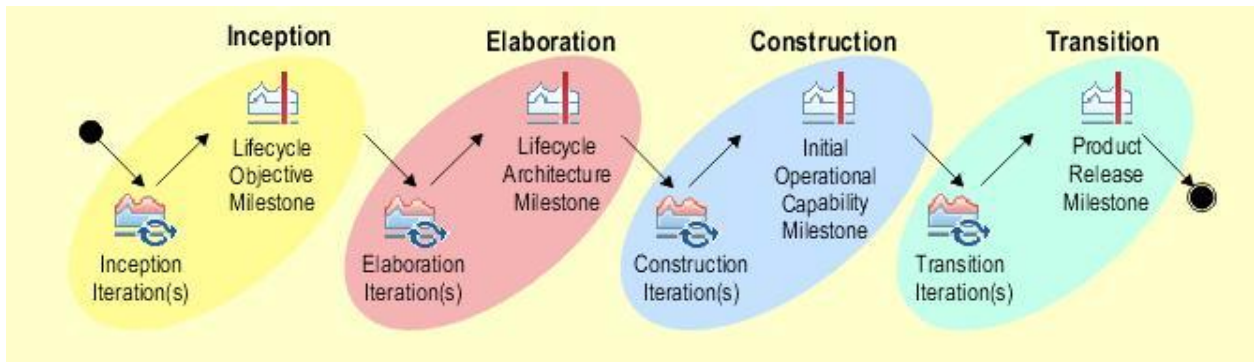 Inception
Elaboration
Construction
Transition
Lifecycle
Objective
Milestone
Inception
Iteration(s)
Lifecycle
Architecture
Milestone
Elaboration
Iteration(s)
Initial
Operational
Capability
Milestone
Construction
Iteration(s)
Product
Release
Milestone
Transition
Iteration(s)